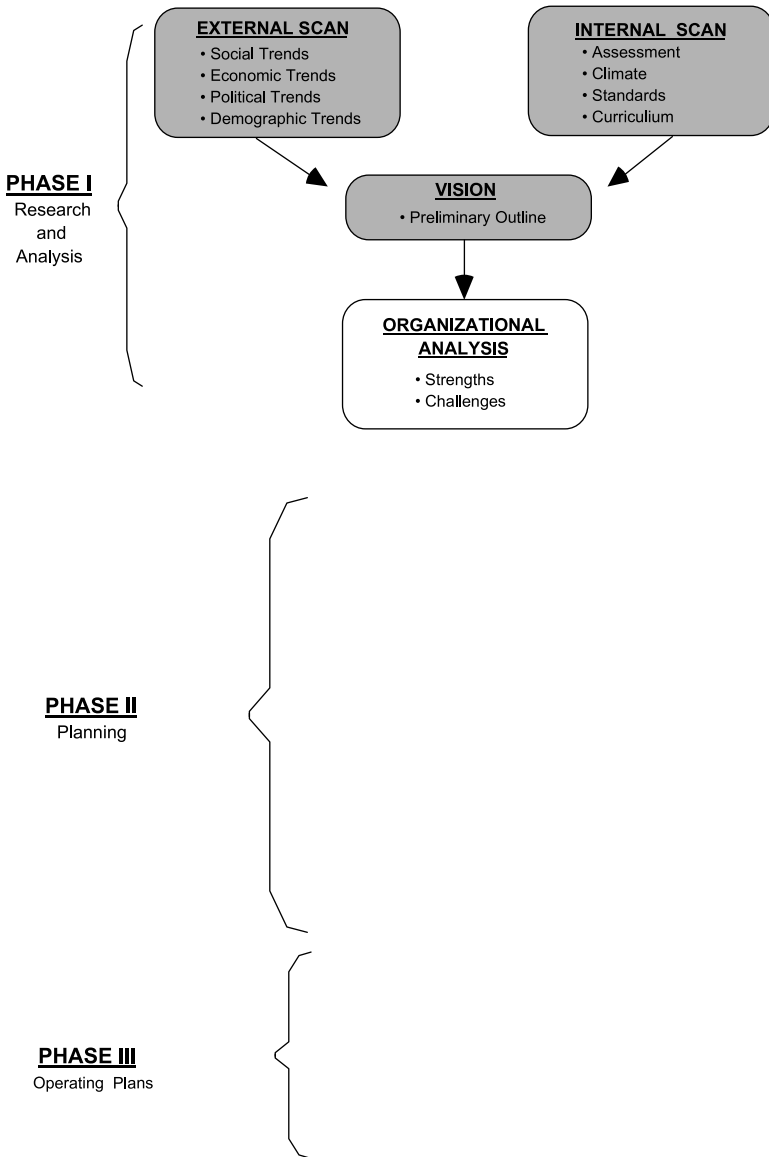 EXTERNAL SCAN
• Social Trends
• Economic Trends
• Political Trends
• Demographic Trends
INTERNAL SCAN
• Assessment
• Climate
• Standards
• Curriculium
PHASE I
Research
and
Analysis
VISION
• Preliminary Outline
ORGANIZATIONAL
ANALYSIS
• Strengths
• Challenges
PHASE II
Planning
PHASE III
Operating Plans